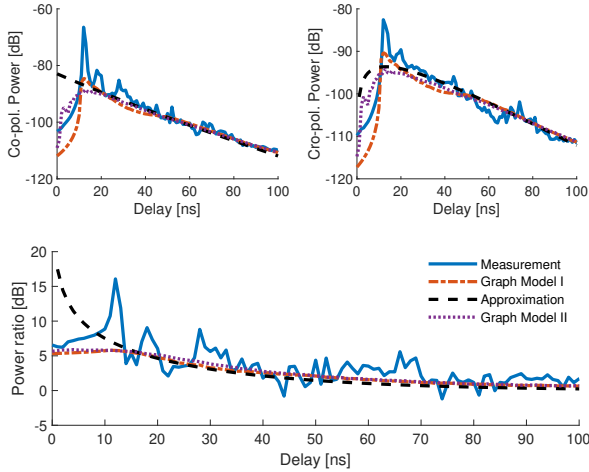 -60
-80
-100
-120
Co-pol. Power [dB]
0 20 40 60 80 100
Delay [ns]
-80
-90
-100
-110
-120
Cro-pol. Power [dB]
0 20 40 60 80 100
Delay [ns]
20
15
10
5
0
-5
Power ratio [dB]
Measurement
Graph Model I
Approximation
Graph Model II
0 10 20 30 40 50 60 70 80 90 100
Delay [ns]